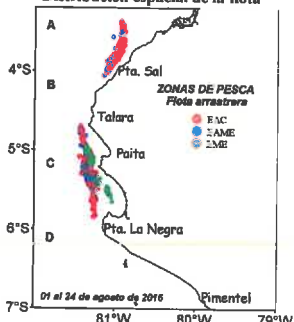 Distribución espacial de la flota
A
4°S
Pta. Sal
B
ZONAS DE PESCA
Flota arrastrera
Talara
EAC
5°S
Paita
C
6°S
Pta. La Negra
D
01 al 24 de agosto de 2016
Pimentel
7°S
81°W
80°W
79°W